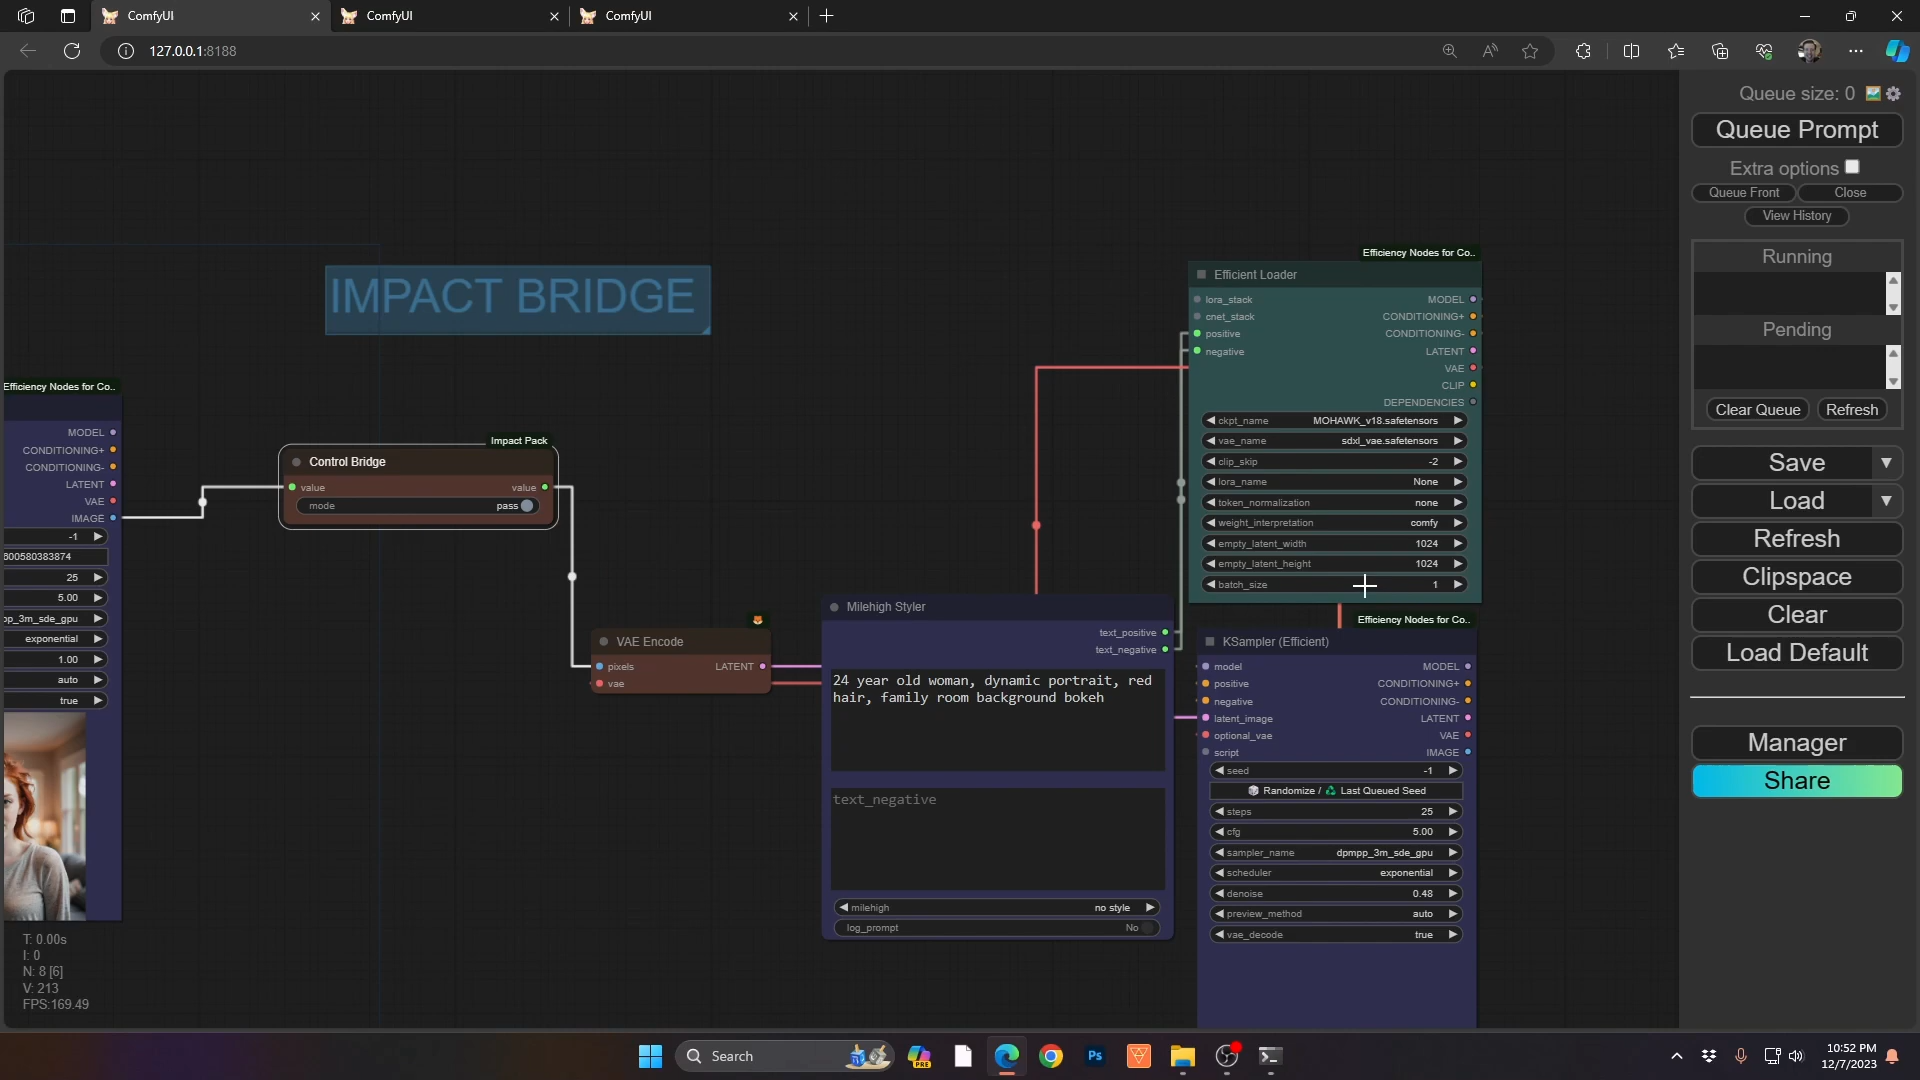 ComfyUI
ComfyUI
ComfyUI
127.0.0.1:8188
Queue size: 0
Queue Prompt
Extra options
Queue Front
Close
View History
Running
Pending
Clear Queue
Refresh
Save
Load
Refresh
Clipspace
Clear
Load Default
Manager
Share
IMPACT BRIDGE
Efficiency Nodes for Co..
MODEL
CONDITIONING+
CONDITIONING-
LATENT
VAE
IMAGE
-1
600580383874
25
5.00
pp_3m_sde_gpu
exponential
1.00
auto
true
T: 0.00s
I: 0
N: 8 [6]
V: 213
FPS:169.49
Impact Pack
Control Bridge
value value
mode pass
VAE Encode
pixels LATENT
vae
Milehigh Styler
text_positive
text_negative
24 year old woman, dynamic portrait, red
hair, family room background bokeh
text_negative
milehigh no style
log_prompt No
Efficiency Nodes for Co..
Efficient Loader
lora_stack MODEL
cnet_stack CONDITIONING+
positive CONDITIONING-
negative LATENT
VAE
CLIP
DEPENDENCIES
ckpt_name MOHAWK_v18.safetensors
vae_name sdxl_vae.safetensors
clip_skip -2
lora_name None
token_normalization none
weight_interpretation comfy
empty_latent_width 1024
empty_latent_height 1024
batch_size 1
Efficiency Nodes for Co..
KSampler (Efficient)
model MODEL
positive CONDITIONING+
negative CONDITIONING-
latent_image LATENT
optional_vae VAE
script IMAGE
seed -1
Randomize / Last Queued Seed
steps 25
cfg 5.00
sampler_name dpmpp_3m_sde_gpu
scheduler exponential
denoise 0.48
preview_method auto
vae_decode true
Search
PRE
Ps
10:52 PM
12/7/2023